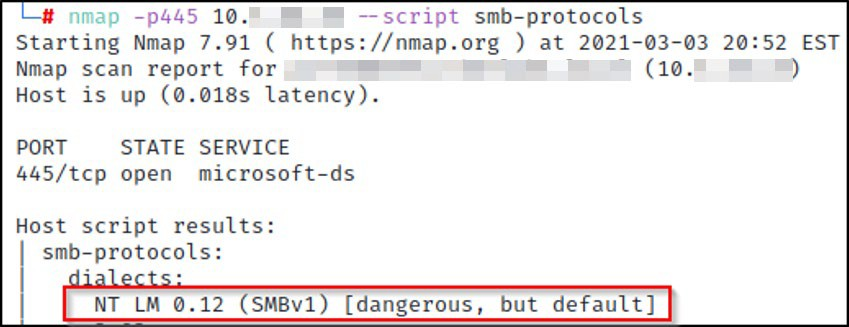 └─# nmap -p445 10. --script smb-protocols
Starting Nmap 7.91 ( https://nmap.org ) at 2021-03-03 20:52 EST
Nmap scan report for (10. )
Host is up (0.018s latency).
PORT    STATE SERVICE
445/tcp open  microsoft-ds
Host script results:
| smb-protocols:
|   dialects:
|     NT LM 0.12 (SMBv1) [dangerous, but default]